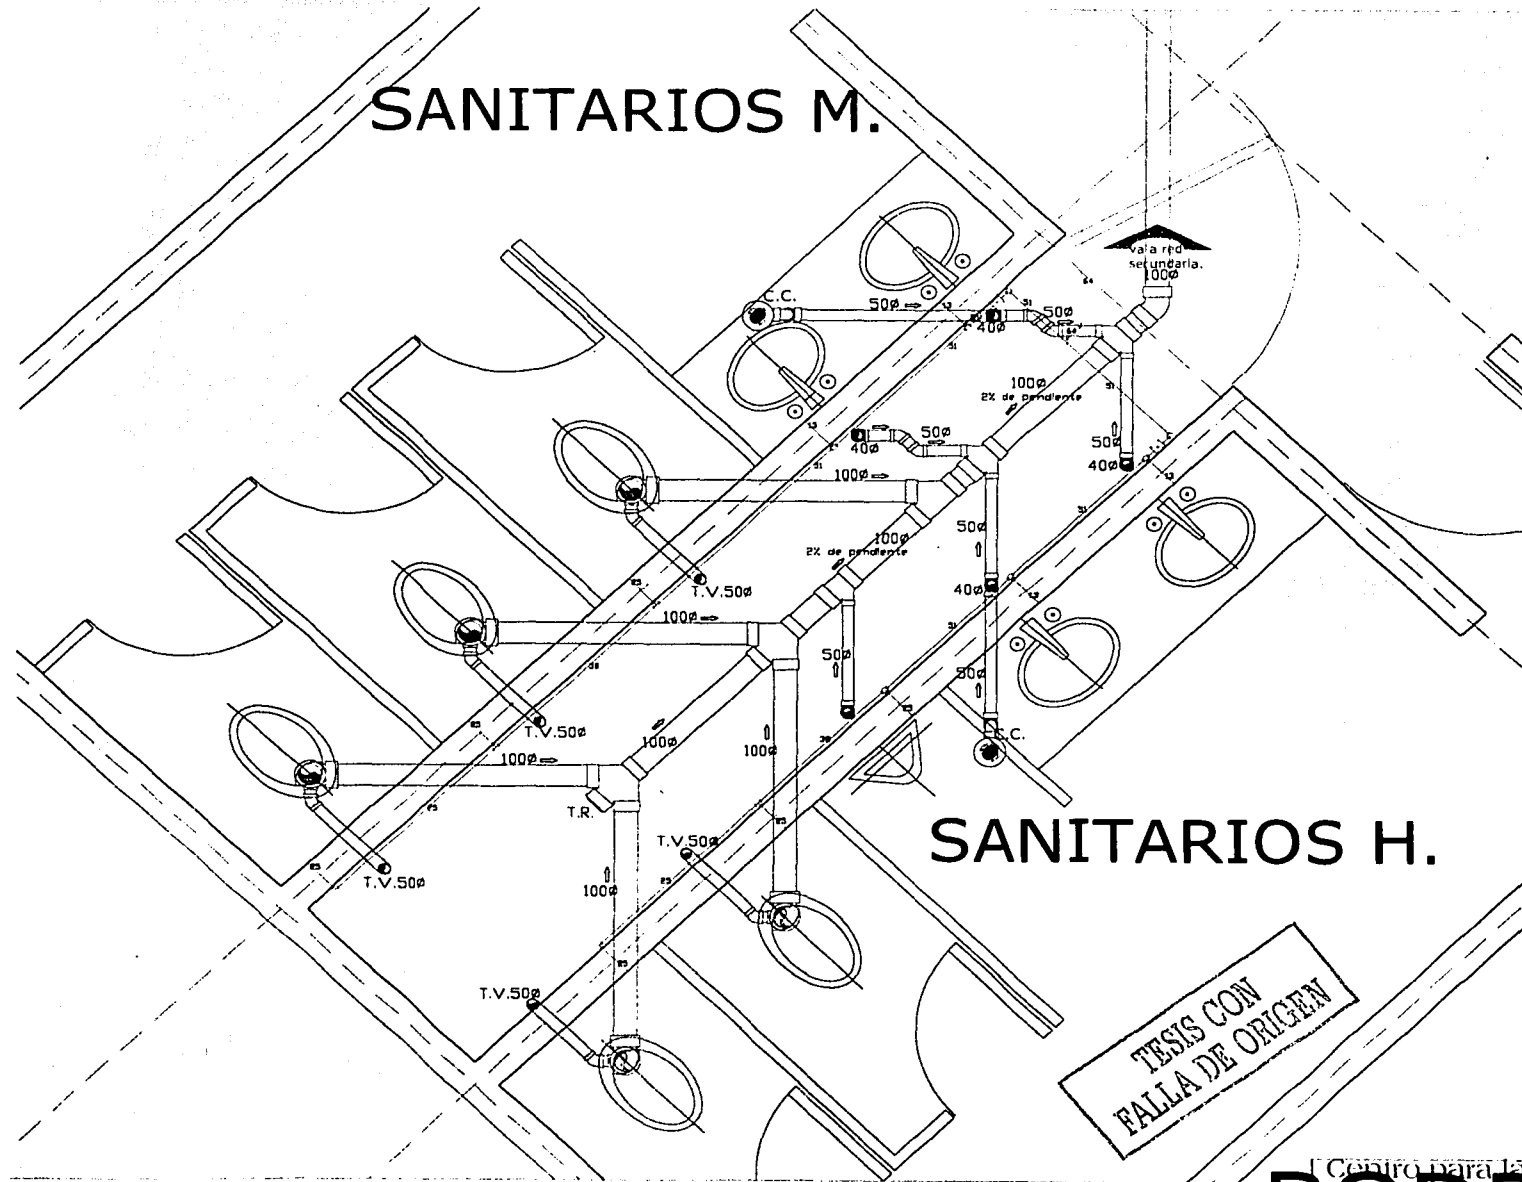 SANITARIOS M.
va a red
secundaria.
100ø
C.C.
50ø
50ø
40ø
100ø
2% de pendiente
50ø
40ø
50ø
40ø
100ø
50ø
100ø
2% de pendiente
T.V.50ø
40ø
100ø
50ø
50ø
T.V.50ø
100ø
100ø
100ø
C.C.
T.R.
SANITARIOS H.
T.V.50ø
T.V.50ø
100ø
T.V.50ø
TESIS CON
FALLA DE ORIGEN
Centro para la